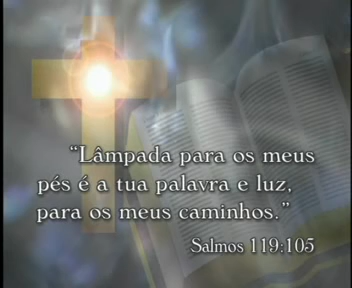 “Lâmpada para os meus
pés é a tua palavra e luz,
para os meus caminhos.”
Salmos 119:105